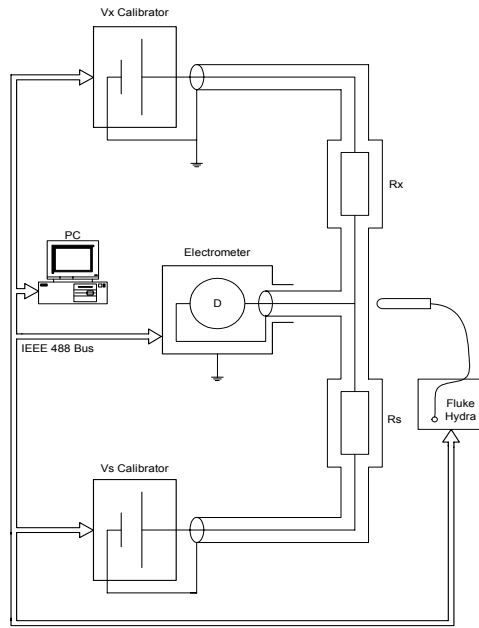 Vx Calibrator
Rx
PC
Electrometer
D
IEEE 488 Bus
Fluke
Hydra
Rs
Vs Calibrator